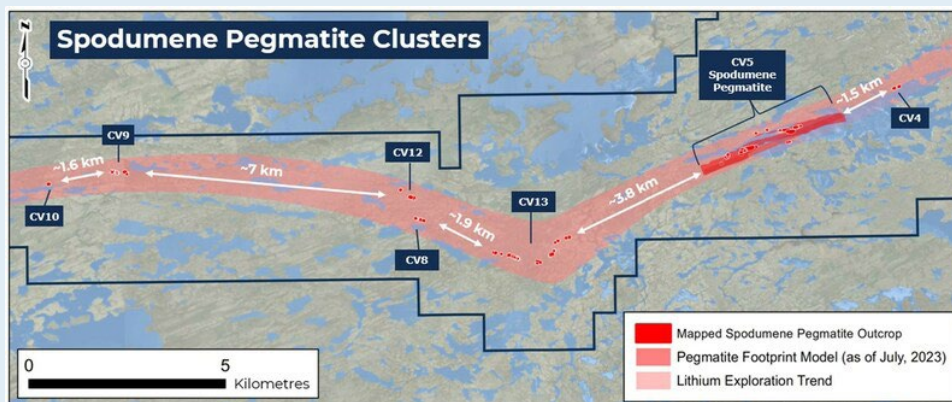 N
Spodumene Pegmatite Clusters
CV5
Spodumene
Pegmatite
~1.5 km
CV4
CV9
~1.6 km
CV10
~7 km
CV12
CV8
~1.9 km
CV13
~3.8 km
0 5
Kilometres
Mapped Spodumene Pegmatite Outcrop
Pegmatite Footprint Model (as of July, 2023)
Lithium Exploration Trend